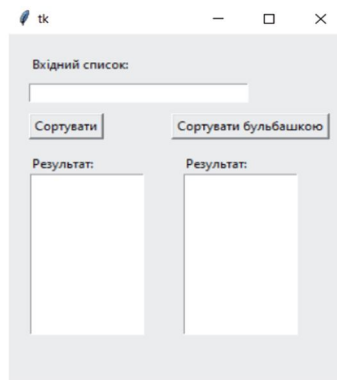 tk
Вхідний список:
Сортувати Сортувати бульбашкою
Результат: Результат: